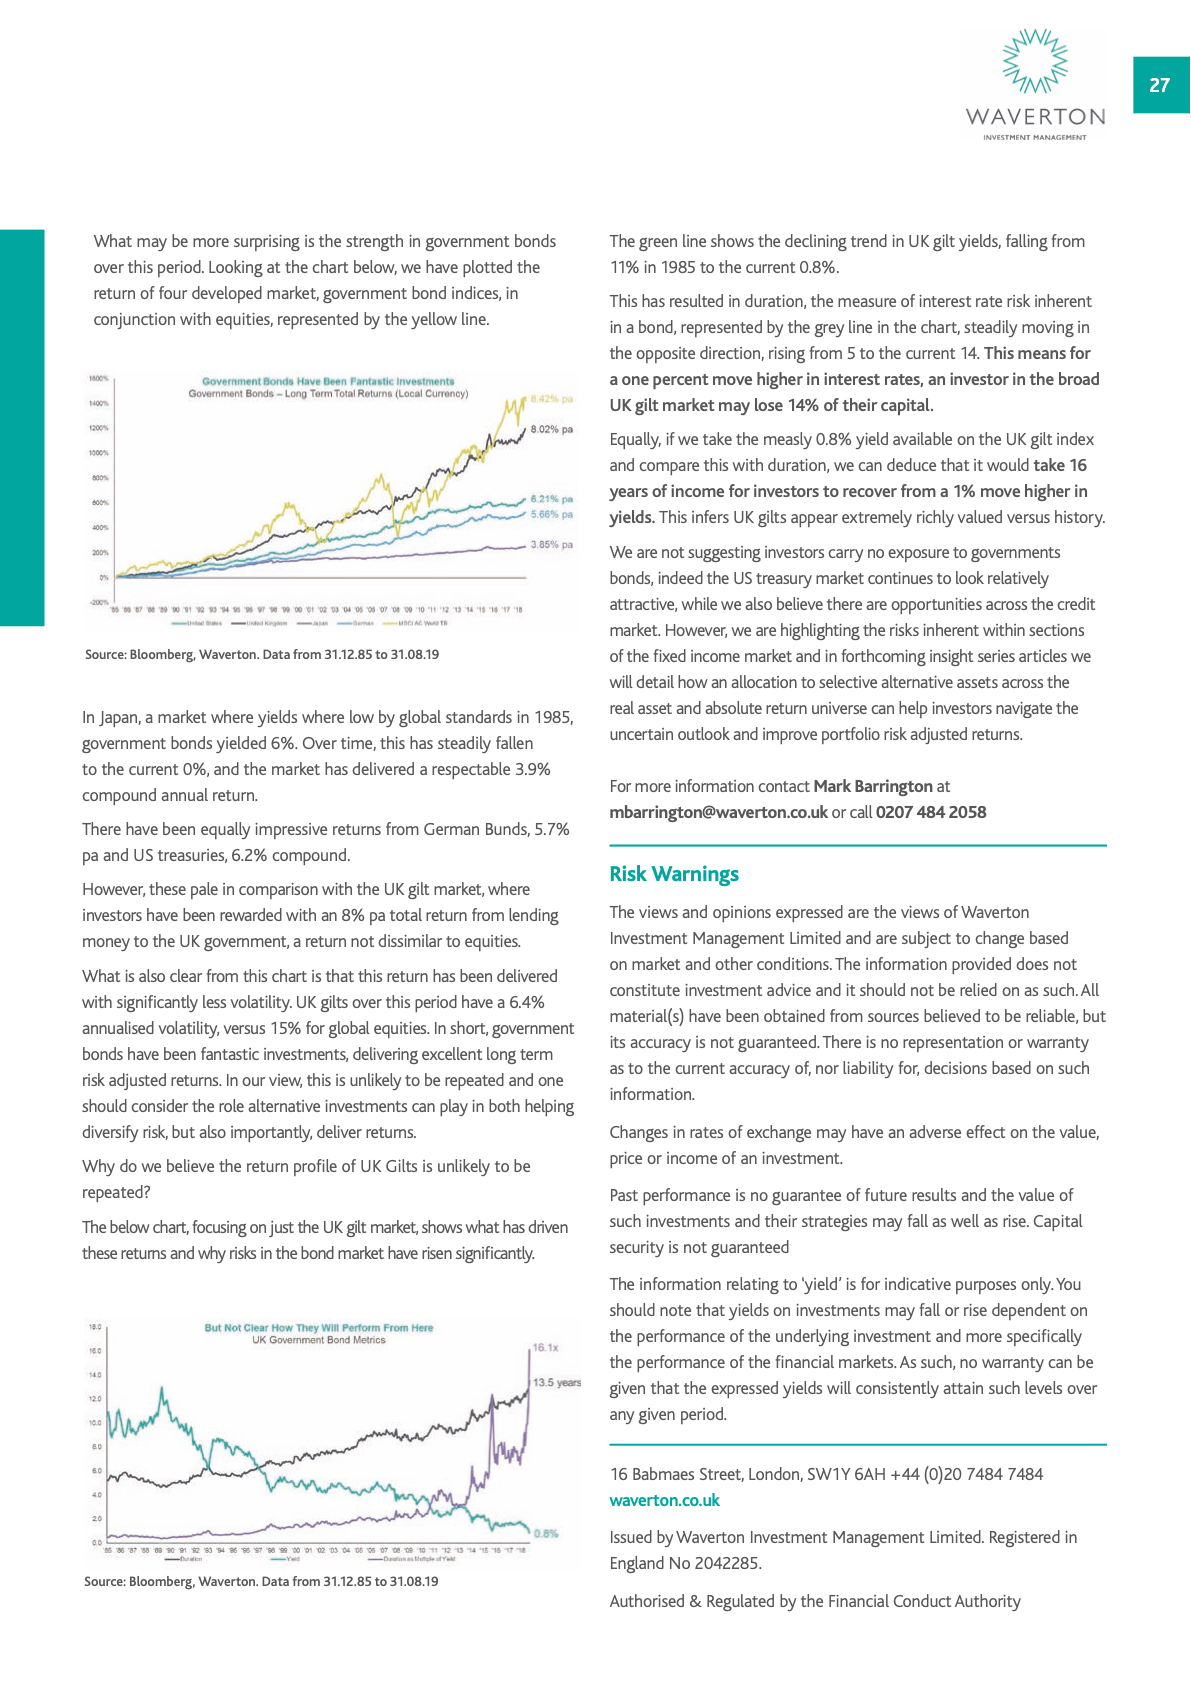 WAVERTON
INVESTMENT MANAGEMENT
27
What may be more surprising is the strength in government bonds
over this period. Looking at the chart below, we have plotted the
return of four developed market, government bond indices, in
conjunction with equities, represented by the yellow line.
Government Bonds Have Been Fantastic Investments
Government Bonds – Long Term Total Returns (Local Currency)
1600%
1400%
1200%
1000%
800%
600%
400%
200%
0%
-200%
8.42% pa
8.02% pa
6.21% pa
5.66% pa
3.85% pa
'85 '86 '87 '88 '89 '90 '91 '92 '93 '94 '95 '96 '97 '98 '99 '00 '01 '02 '03 '04 '05 '06 '07 '08 '09 '10 '11 '12 '13 '14 '15 '16 '17 '18
United States United Kingdom Japan German MSCI AC World TR
Source: Bloomberg, Waverton. Data from 31.12.85 to 31.08.19
In Japan, a market where yields where low by global standards in 1985,
government bonds yielded 6%. Over time, this has steadily fallen
to the current 0%, and the market has delivered a respectable 3.9%
compound annual return.
There have been equally impressive returns from German Bunds, 5.7%
pa and US treasuries, 6.2% compound.
However, these pale in comparison with the UK gilt market, where
investors have been rewarded with an 8% pa total return from lending
money to the UK government, a return not dissimilar to equities.
What is also clear from this chart is that this return has been delivered
with significantly less volatility. UK gilts over this period have a 6.4%
annualised volatility, versus 15% for global equities. In short, government
bonds have been fantastic investments, delivering excellent long term
risk adjusted returns. In our view, this is unlikely to be repeated and one
should consider the role alternative investments can play in both helping
diversify risk, but also importantly, deliver returns.
Why do we believe the return profile of UK Gilts is unlikely to be
repeated?
The below chart, focusing on just the UK gilt market, shows what has driven
these returns and why risks in the bond market have risen significantly.
But Not Clear How They Will Perform From Here
UK Government Bond Metrics
18.0
16.0
14.0
12.0
10.0
8.0
6.0
4.0
2.0
0.0
16.1x
13.5 years
0.8%
'85 '86 '87 '88 '89 '90 '91 '92 '93 '94 '95 '96 '97 '98 '99 '00 '01 '02 '03 '04 '05 '06 '07 '08 '09 '10 '11 '12 '13 '14 '15 '16 '17 '18
Duration Yield Duration as Multiple of Yield
Source: Bloomberg, Waverton. Data from 31.12.85 to 31.08.19
The green line shows the declining trend in UK gilt yields, falling from
11% in 1985 to the current 0.8%.
This has resulted in duration, the measure of interest rate risk inherent
in a bond, represented by the grey line in the chart, steadily moving in
the opposite direction, rising from 5 to the current 14. This means for
a one percent move higher in interest rates, an investor in the broad
UK gilt market may lose 14% of their capital.
Equally, if we take the measly 0.8% yield available on the UK gilt index
and compare this with duration, we can deduce that it would take 16
years of income for investors to recover from a 1% move higher in
yields. This infers UK gilts appear extremely richly valued versus history.
We are not suggesting investors carry no exposure to governments
bonds, indeed the US treasury market continues to look relatively
attractive, while we also believe there are opportunities across the credit
market. However, we are highlighting the risks inherent within sections
of the fixed income market and in forthcoming insight series articles we
will detail how an allocation to selective alternative assets across the
real asset and absolute return universe can help investors navigate the
uncertain outlook and improve portfolio risk adjusted returns.
For more information contact Mark Barrington at
mbarrington@waverton.co.uk or call 0207 484 2058
Risk Warnings
The views and opinions expressed are the views of Waverton
Investment Management Limited and are subject to change based
on market and other conditions. The information provided does not
constitute investment advice and it should not be relied on as such. All
material(s) have been obtained from sources believed to be reliable, but
its accuracy is not guaranteed. There is no representation or warranty
as to the current accuracy of, nor liability for, decisions based on such
information.
Changes in rates of exchange may have an adverse effect on the value,
price or income of an investment.
Past performance is no guarantee of future results and the value of
such investments and their strategies may fall as well as rise. Capital
security is not guaranteed
The information relating to 'yield' is for indicative purposes only. You
should note that yields on investments may fall or rise dependent on
the performance of the underlying investment and more specifically
the performance of the financial markets. As such, no warranty can be
given that the expressed yields will consistently attain such levels over
any given period.
16 Babmaes Street, London, SW1Y 6AH +44 (0)20 7484 7484
waverton.co.uk
Issued by Waverton Investment Management Limited. Registered in
England No 2042285.
Authorised & Regulated by the Financial Conduct Authority